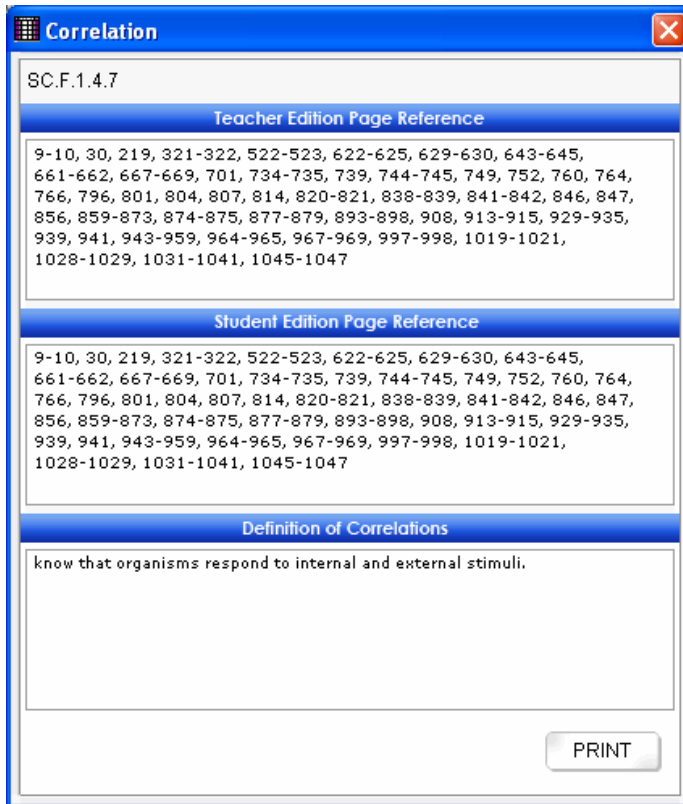 Correlation
SC.F.1.4.7
Teacher Edition Page Reference
9-10, 30, 219, 321-322, 522-523, 622-625, 629-630, 643-645,
661-662, 667-669, 701, 734-735, 739, 744-745, 749, 752, 760, 764,
766, 796, 801, 804, 807, 814, 820-821, 838-839, 841-842, 846, 847,
856, 859-873, 874-875, 877-879, 893-898, 908, 913-915, 929-935,
939, 941, 943-959, 964-965, 967-969, 997-998, 1019-1021,
1028-1029, 1031-1041, 1045-1047
Student Edition Page Reference
9-10, 30, 219, 321-322, 522-523, 622-625, 629-630, 643-645,
661-662, 667-669, 701, 734-735, 739, 744-745, 749, 752, 760, 764,
766, 796, 801, 804, 807, 814, 820-821, 838-839, 841-842, 846, 847,
856, 859-873, 874-875, 877-879, 893-898, 908, 913-915, 929-935,
939, 941, 943-959, 964-965, 967-969, 997-998, 1019-1021,
1028-1029, 1031-1041, 1045-1047
Definition of Correlations
know that organisms respond to internal and external stimuli.
PRINT